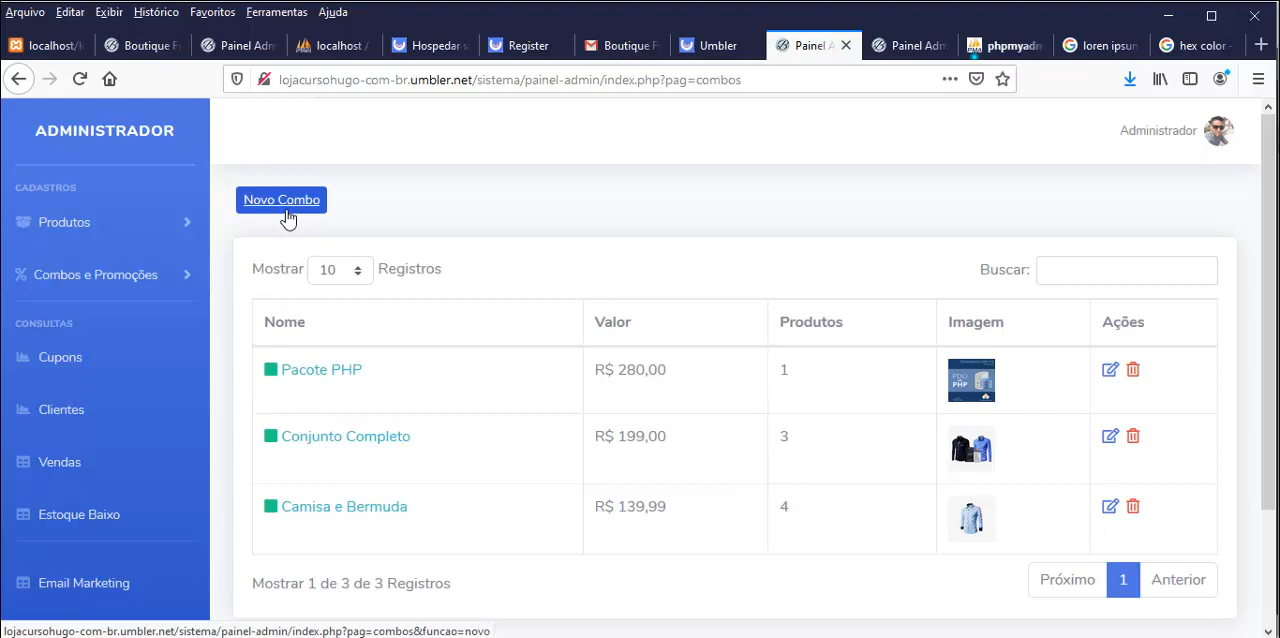 Arquivo Editar Exibir Histórico Favoritos Ferramentas Ajuda
localhost/ Boutique F Painel Adm localhost / Hospedar s Register Boutique F Umbler Painel A Painel Adm phpmyadm loren ipsun hex color -
lojacursohugo-com-br.umbler.net/sistema/painel-admin/index.php?pag=combos
ADMINISTRADOR
Administrador
CADASTROS
Produtos
Combos e Promoções
CONSULTAS
Cupons
Clientes
Vendas
Estoque Baixo
Email Marketing
Novo Combo
Mostrar 10 Registros
Buscar:
Nome Valor Produtos Imagem Ações
Pacote PHP R$ 280,00 1
PDO PHP
Conjunto Completo R$ 199,00 3
Camisa e Bermuda R$ 139,99 4
Mostrar 1 de 3 de 3 Registros
Próximo 1 Anterior
lojacursohugo-com-br.umbler.net/sistema/painel-admin/index.php?pag=combos&funcao=novo